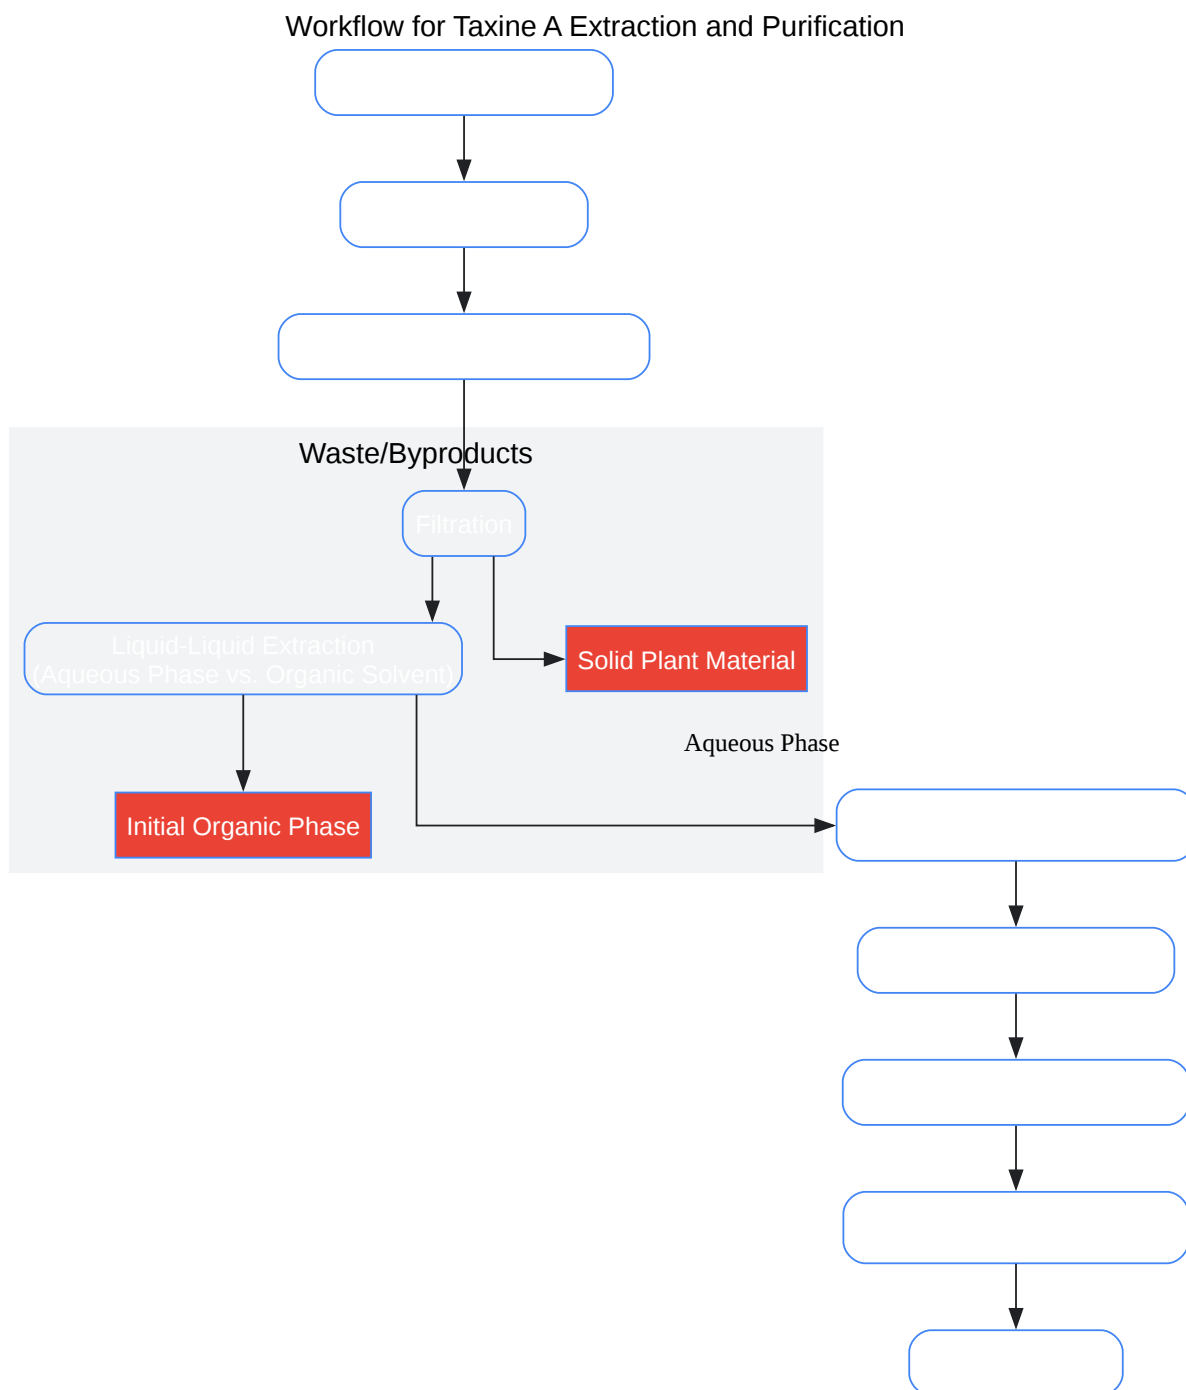 Workflow for Taxine A Extraction and Purification
Waste/Byproducts
Filtration
Liquid-Liquid Extraction
(Aqueous Phase vs. Organic Solvent)
Solid Plant Material
Aqueous Phase
Initial Organic Phase